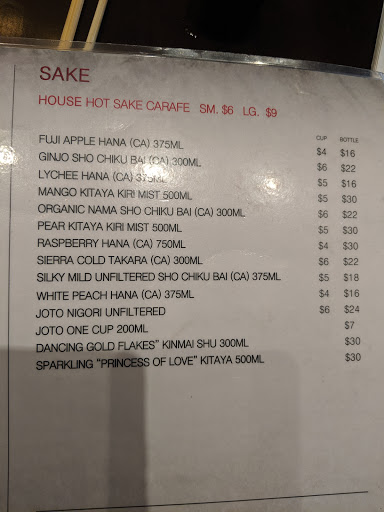 SAKE
HOUSE HOT SAKE CARAFE SM. $6 LG. $9
CUP BOTTLE
FUJI APPLE HANA (CA) 375ML $4 $16
GINJO SHO CHIKU BAI (CA) 300ML $6 $22
LYCHEE HANA (CA) 375ML $5 $16
MANGO KITAYA KIRI MIST 500ML $5 $30
ORGANIC NAMA SHO CHIKU BAI (CA) 300ML $6 $22
PEAR KITAYA KIRI MIST 500ML $5 $30
RASPBERRY HANA (CA) 750ML $4 $30
SIERRA COLD TAKARA (CA) 300ML $6 $22
SILKY MILD UNFILTERED SHO CHIKU BAI (CA) 375ML $5 $18
WHITE PEACH HANA (CA) 375ML $4 $16
JOTO NIGORI UNFILTERED $6 $24
JOTO ONE CUP 200ML $7
DANCING GOLD FLAKES” KINMAI SHU 300ML $30
SPARKLING “PRINCESS OF LOVE” KITAYA 500ML $30